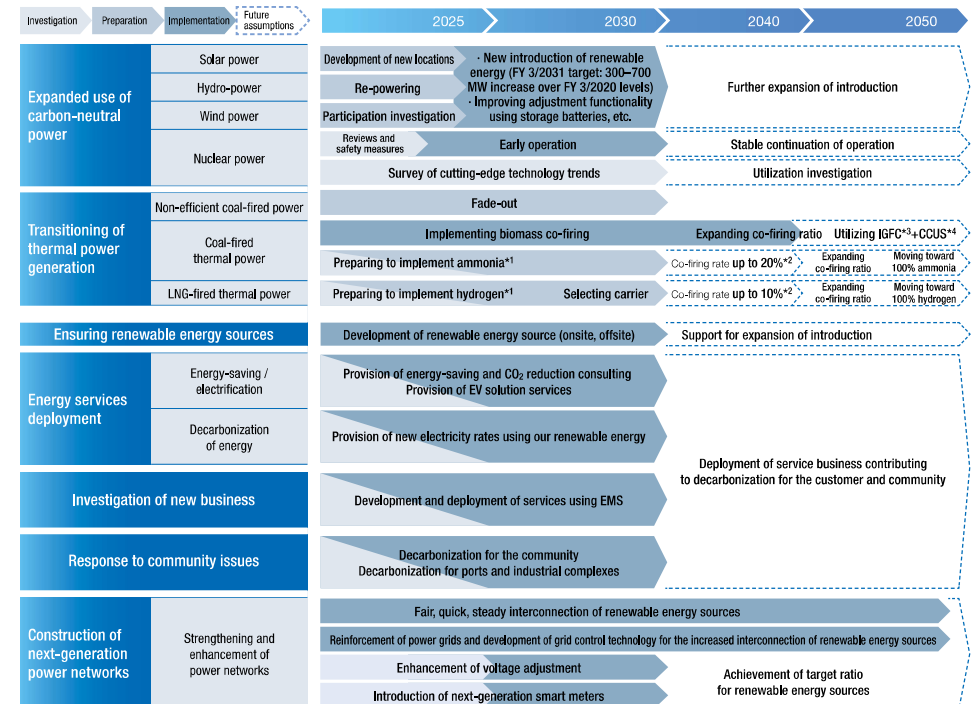 Investigation
Preparation
Implementation
Future
assumptions
2025
2030
2040
2050
Expanded use of
carbon-neutral
power
Solar power
Hydro-power
Wind power
Nuclear power
Development of new locations
Re-powering
Participation investigation
· New introduction of renewable
energy (FY 3/2031 target: 300–700
MW increase over FY 3/2020 levels)
· Improving adjustment functionality
using storage batteries, etc.
Further expansion of introduction
Reviews and
safety measures
Early operation
Stable continuation of operation
Survey of cutting-edge technology trends
Utilization investigation
Transitioning of
thermal power
generation
Non-efficient coal-fired power
Coal-fired
thermal power
LNG-fired thermal power
Fade-out
Implementing biomass co-firing
Expanding co-firing ratio
Utilizing IGFC*3+CCUS*4
Preparing to implement ammonia*1
Co-firing rate up to 20%*2
Expanding
co-firing ratio
Moving toward
100% ammonia
Preparing to implement hydrogen*1
Selecting carrier
Co-firing rate up to 10%*2
Expanding
co-firing ratio
Moving toward
100% hydrogen
Ensuring renewable energy sources
Development of renewable energy source (onsite, offsite)
Support for expansion of introduction
Energy services
deployment
Energy-saving /
electrification
Decarbonization
of energy
Provision of energy-saving and CO₂ reduction consulting
Provision of EV solution services
Provision of new electricity rates using our renewable energy
Deployment of service business contributing
to decarbonization for the customer and community
Investigation of new business
Development and deployment of services using EMS
Response to community issues
Decarbonization for the community
Decarbonization for ports and industrial complexes
Construction of
next-generation
power networks
Strengthening and
enhancement of
power networks
Fair, quick, steady interconnection of renewable energy sources
Reinforcement of power grids and development of grid control technology for the increased interconnection of renewable energy sources
Enhancement of voltage adjustment
Introduction of next-generation smart meters
Achievement of target ratio
for renewable energy sources